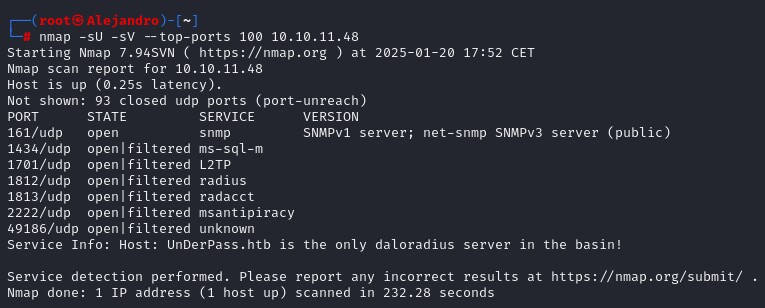 ┌──(root㉿Alejandro)-[~]
└─# nmap -sU -sV --top-ports 100 10.10.11.48
Starting Nmap 7.94SVN ( https://nmap.org ) at 2025-01-20 17:52 CET
Nmap scan report for 10.10.11.48
Host is up (0.25s latency).
Not shown: 93 closed udp ports (port-unreach)
PORT      STATE         SERVICE      VERSION
161/udp   open          snmp         SNMPv1 server; net-snmp SNMPv3 server (public)
1434/udp  open|filtered ms-sql-m
1701/udp  open|filtered L2TP
1812/udp  open|filtered radius
1813/udp  open|filtered radacct
2222/udp  open|filtered msantipiracy
49186/udp open|filtered unknown
Service Info: Host: UnDerPass.htb is the only daloradius server in the basin!

Service detection performed. Please report any incorrect results at https://nmap.org/submit/ .
Nmap done: 1 IP address (1 host up) scanned in 232.28 seconds